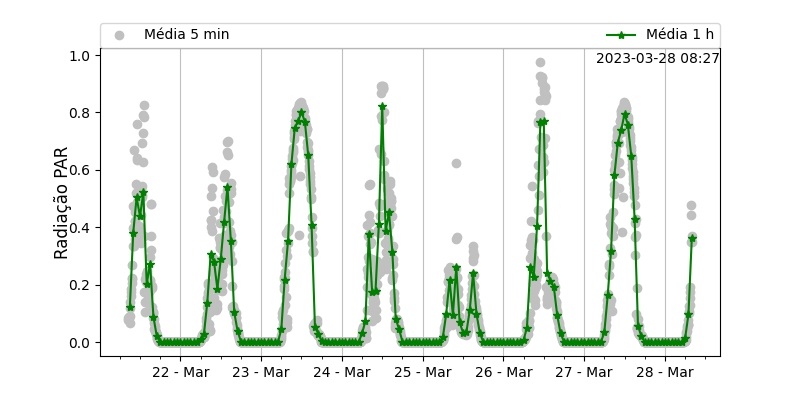 Média 5 min
Média 1 h
2023-03-28 08:27
Radiação PAR
1.0
0.8
0.6
0.4
0.2
0.0
22 - Mar
23 - Mar
24 - Mar
25 - Mar
26 - Mar
27 - Mar
28 - Mar